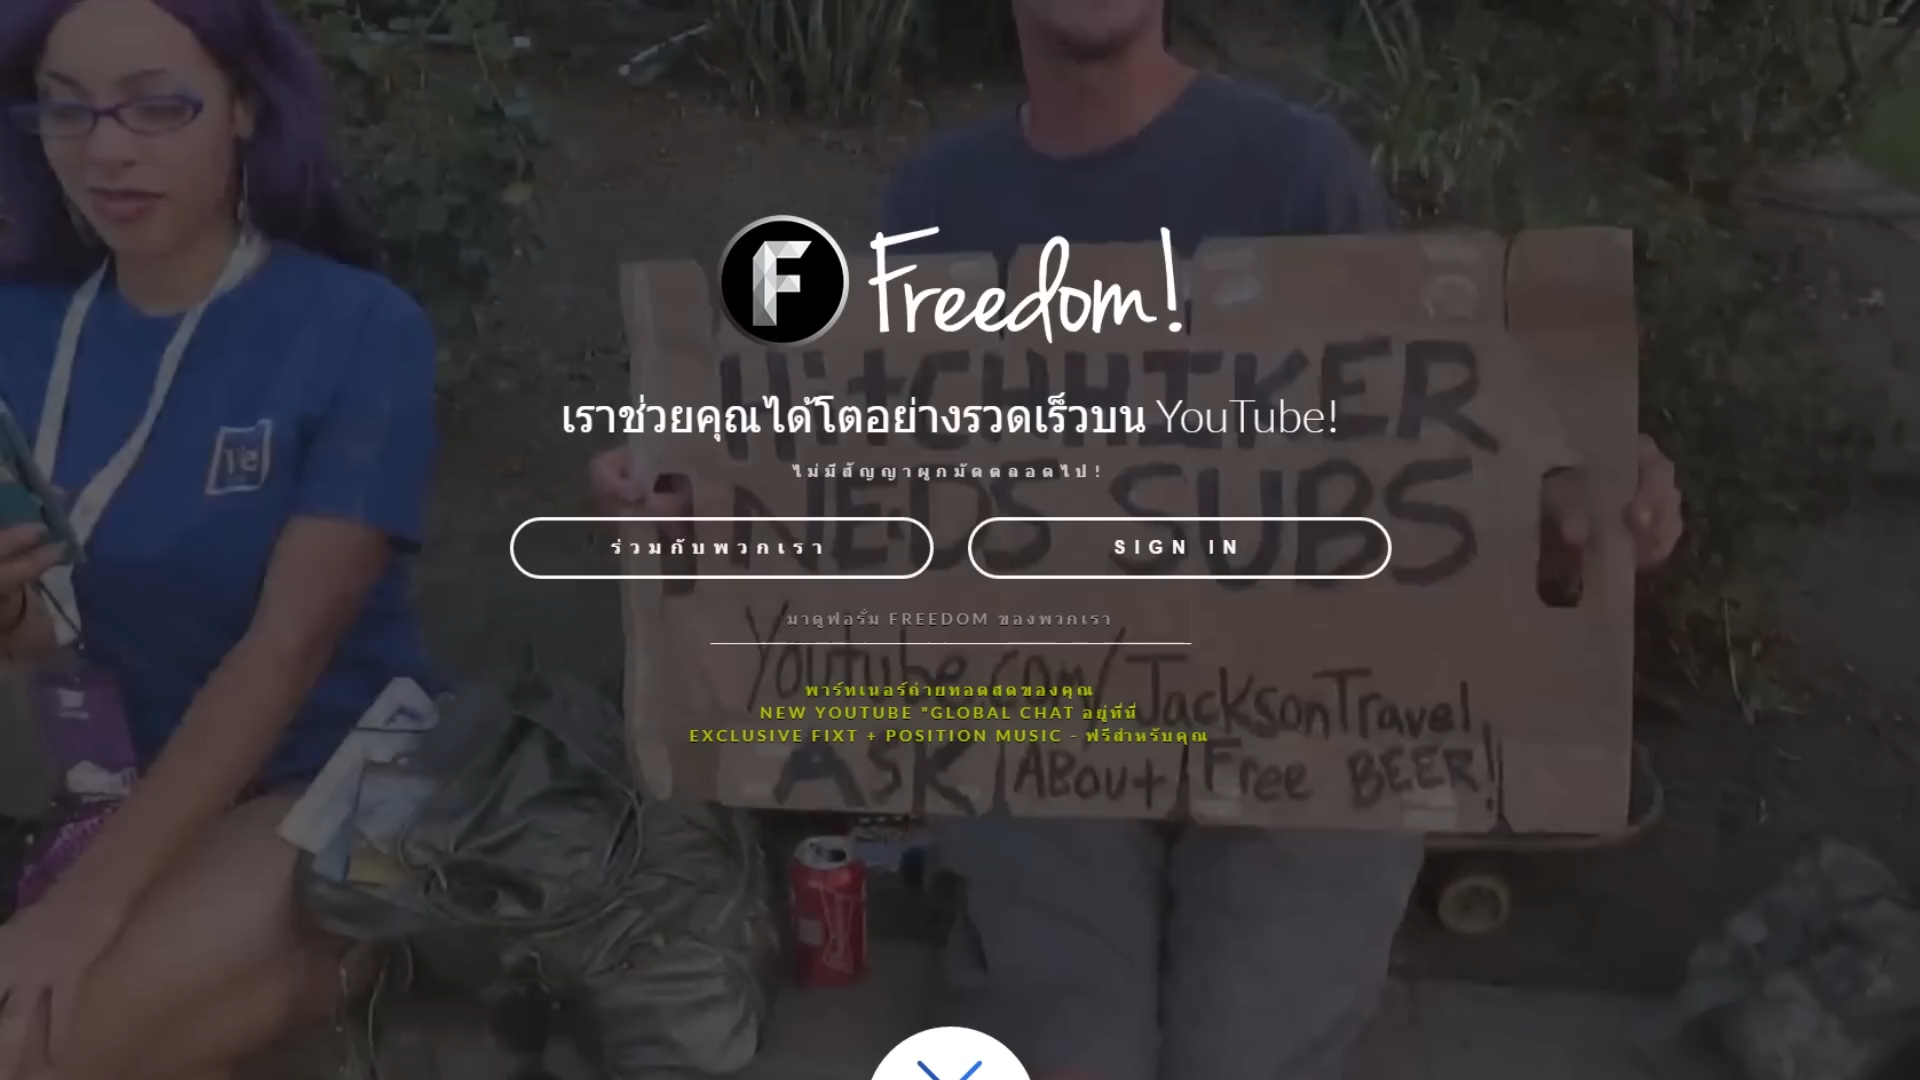 F Freedom!
HitCHHIKER
เราช่วยคุณได้โตอย่างรวดเร็วบน YouTube!
ไม่มีสัญญาผูกมัดตลอดไป!
NEDS SUBS
ร่วมกับพวกเรา
SIGN IN
มาดูฟอรั่ม FREEDOM ของพวกเรา
Youtube.com/JacksonTravel
พาร์ทเนอร์ถ่ายทอดสดของคุณ
NEW YOUTUBE "GLOBAL CHAT อยู่ที่นี่
EXCLUSIVE FIXT + POSITION MUSIC - ฟรีสำหรับคุณ
ASK ABout Free BEER!